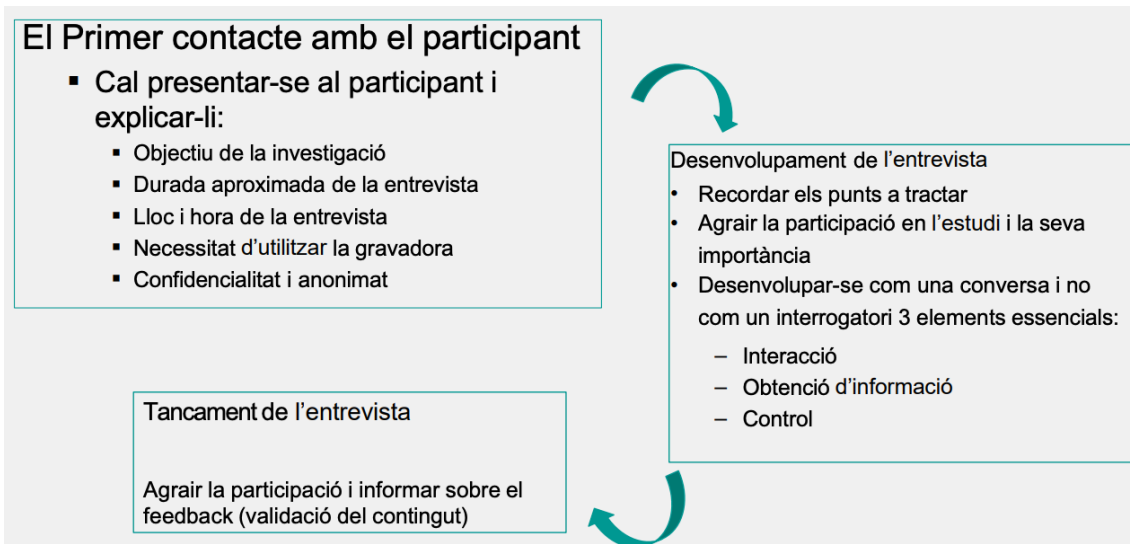 El Primer contacte amb el participant
▪ Cal presentar-se al participant i
explicar-li:
▪ Objectiu de la investigació
▪ Durada aproximada de la entrevista
▪ Lloc i hora de la entrevista
▪ Necessitat d’utilitzar la gravadora
▪ Confidencialitat i anonimat
Desenvolupament de l’entrevista
• Recordar els punts a tractar
• Agrair la participació en l’estudi i la seva
importància
• Desenvolupar-se com una conversa i no
com un interrogatori 3 elements essencials:
– Interacció
– Obtenció d’informació
– Control
Tancament de l’entrevista
Agrair la participació i informar sobre el
feedback (validació del contingut)